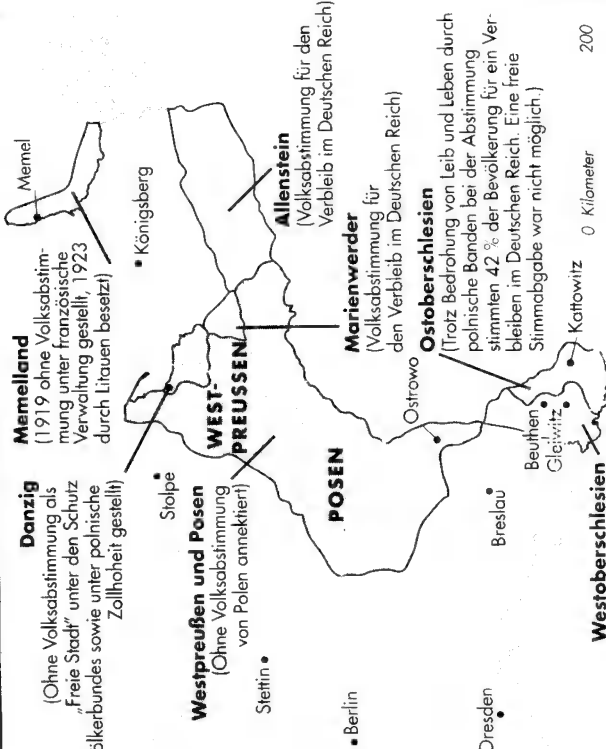 Danzig
(Ohne Volksabstimmung als
„Freie Stadt" unter den Schutz
ölkerbundes sowie unter polnische
Zollhoheit gestellt)
Memelland
(1919 ohne Volksabstim-
mung unter französische
Verwaltung gestellt, 1923
durch Litauen besetzt)
Memel
Königsberg
Stolpe
Westpreußen und Posen
(Ohne Volksabstimmung
von Polen annektiert)
WEST-
PREUSSEN
Allenstein
(Volksabstimmung für den
Verbleib im Deutschen Reich)
Marienwerder
(Volksabstimmung für
den Verbleib im Deutschen Reich)
Stettin
Berlin
POSEN
Ostrowo
Ostoberschlesien
(Trotz Bedrohung von Leib und Leben durch
polnische Banden bei der Abstimmung
stimmten 42 % der Bevölkerung für ein Ver-
bleiben im Deutschen Reich. Eine freie
Stimmabgabe war nicht möglich.)
Breslau
Beuthen
Gleiwitz
Kattowitz
Dresden
Westoberschlesien
0 Kilometer 200